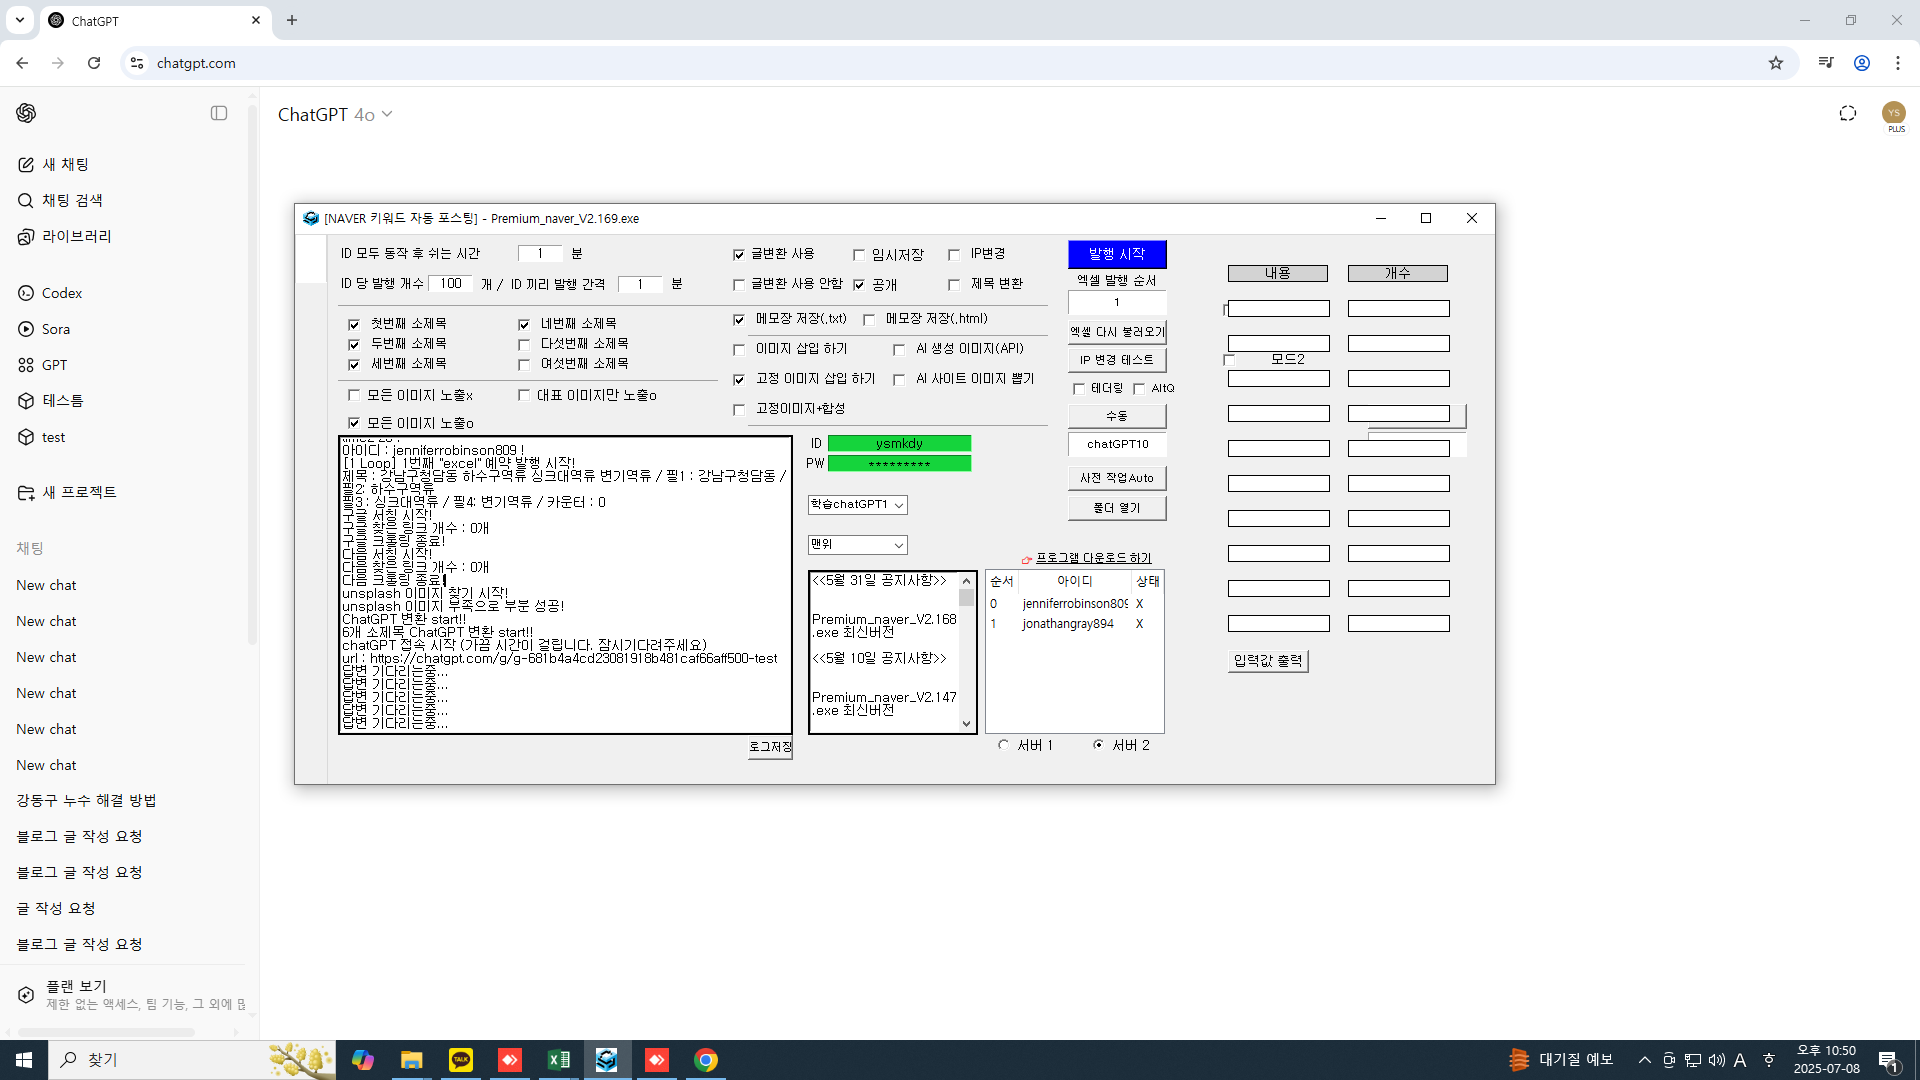 ChatGPT
chatgpt.com
ChatGPT 4o
YS
PLUS
새 채팅
채팅 검색
라이브러리
Codex
Sora
GPT
테스틈
test
새 프로젝트
채팅
New chat
New chat
New chat
New chat
New chat
New chat
강동구 누수 해결 방법
블로그 글 작성 요청
블로그 글 작성 요청
글 작성 요청
블로그 글 작성 요청
플랜 보기
제한 없는 액세스, 팀 기능, 그 외에
[NAVER 키워드 자동 포스팅] - Premium_naver_V2.169.exe
ID 모두 동작 후 쉬는 시간 1 분
ID 당 발행 개수 100 개 / ID 끼리 발행 간격 1 분
글변환 사용 임시저장 IP변경
글변환 사용 안함 공개 제목 변환
첫번째 소제목 네번째 소제목
두번째 소제목 다섯번째 소제목
세번째 소제목 여섯번째 소제목
모든 이미지 노출x 대표 이미지만 노출o
모든 이미지 노출o
메모장 저장(.txt) 메모장 저장(.html)
이미지 삽입 하기 AI 생성 이미지(API)
고정 이미지 삽입 하기 AI 사이트 이미지 뽑기
고정이미지+합성
발행 시작
엑셀 발행 순서
1
엑셀 다시 불러오기
IP 변경 테스트
테더링 AltQ
수동
chatGPT10
사전 작업Auto
폴더 열기
아이디 : jenniferrobinson809 !
[1 Loop] 1번째 "excel" 예약 발행 시작!
제목 : 강남구청담동 하수구역류 싱크대역류 변기역류 / 필1 : 강남구청담동 /
필2: 하수구역류
필3 : 싱크대역류 / 필4: 변기역류 / 카운터 : 0
구글 서칭 시작!
구글 찾은 링크 개수 : 0개
구글 크롤링 종료!
다음 서칭 시작!
다음 찾은 링크 개수 : 0개
다음 크롤링 종료!
unsplash 이미지 찾기 시작!
unsplash 이미지 부족으로 부분 성공!
ChatGPT 변환 start!!
6개 소제목 ChatGPT 변환 start!!
chatGPT 접속 시작 (가끔 시간이 걸립니다. 잠시기다려주세요)
url : https://chatgpt.com/g/g-681b4a4cd23081918b481caf66aff500-test
답변 기다리는중...
답변 기다리는중...
답변 기다리는중...
답변 기다리는중...
답변 기다리는중...
로그저장
ID ysmkdy
PW *********
학습chatGPT1
맨위
프로그램 다운로드 하기
<<5월 31일 공지사항>>
Premium_naver_V2.168
.exe 최신버전
<<5월 10일 공지사항>>
Premium_naver_V2.147
.exe 최신버전
순서 아이디 상태
0 jenniferrobinson809 X
1 jonathangray894 X
서버 1 서버 2
내용 개수
모드2
입력값 출력
찾기
TALK
대기질 예보
A
오후 10:50
2025-07-08
1